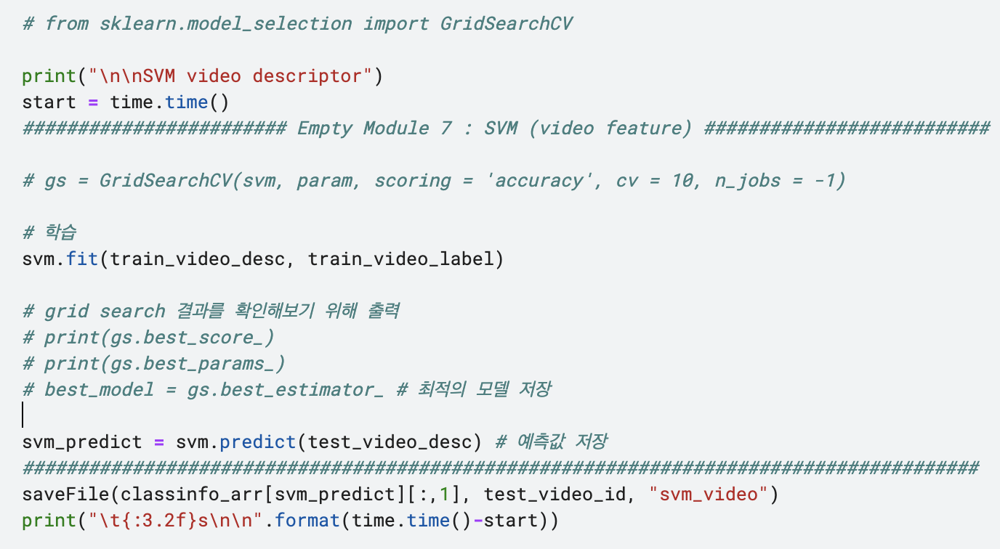 # from sklearn.model_selection import GridSearchCV
print("\n\nSVM video descriptor")
start = time.time()
######################## Empty Module 7 : SVM (video feature) ##########################
# gs = GridSearchCV(svm, param, scoring = 'accuracy', cv = 10, n_jobs = -1)
# 학습
svm.fit(train_video_desc, train_video_label)
# grid search 결과를 확인해보기 위해 출력
# print(gs.best_score_)
# print(gs.best_params_)
# best_model = gs.best_estimator_ # 최적의 모델 저장
svm_predict = svm.predict(test_video_desc) # 예측값 저장
#######################################################################################
saveFile(classinfo_arr[svm_predict][:,1], test_video_id, "svm_video")
print("\t{:3.2f}s\n\n".format(time.time()-start))